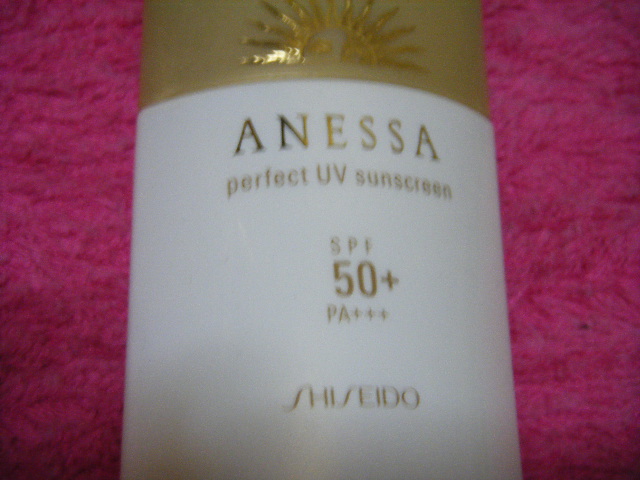 ANESSA
perfect UV sunscreen
SPF
50+
PA+++
SHISEIDO